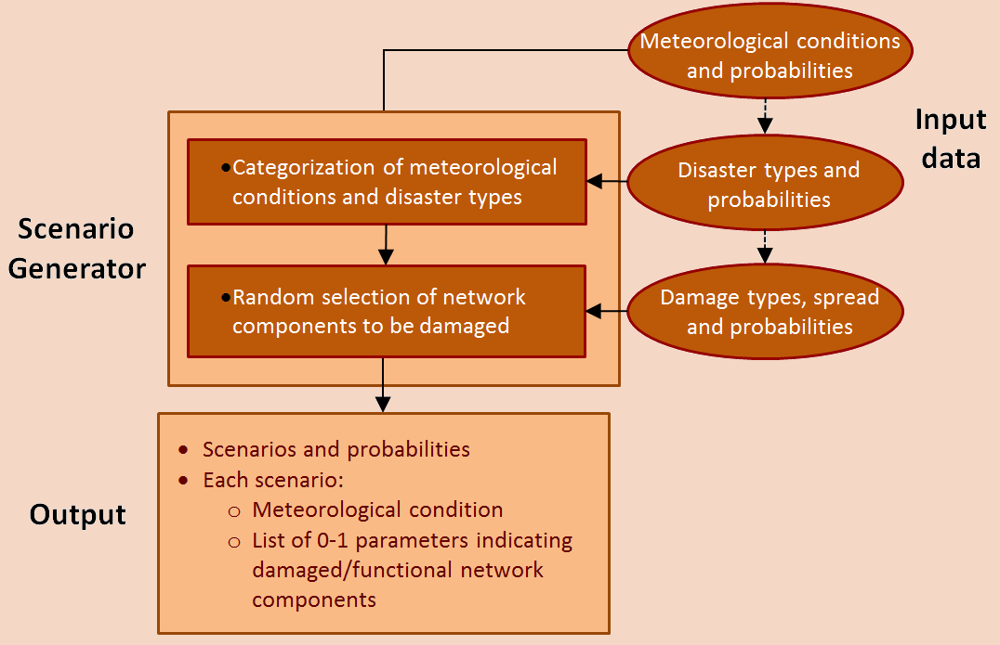 Meteorological conditions
and probabilities
Input
data
Disaster types and
probabilities
Damage types, spread
and probabilities
Scenario
Generator
•Categorization of meteorological
conditions and disaster types
•Random selection of network
components to be damaged
Output
• Scenarios and probabilities
• Each scenario:
o Meteorological condition
o List of 0-1 parameters indicating
damaged/functional network
components